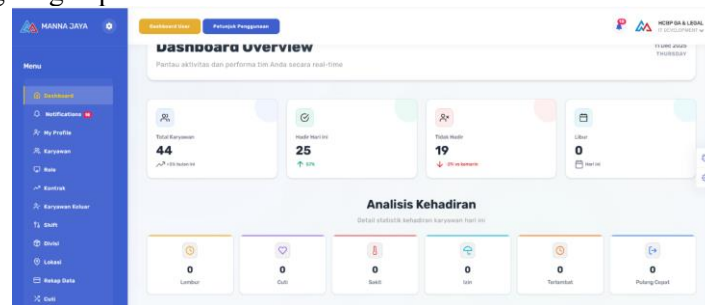 MANNA JAYA
Dashboard User
Petunjuk Penggunaan
HCBP GA & LEGAL
IT DEVELOPMENT
Dashboard Overview
THURSDAY
Pantau aktivitas dan performa tim Anda secara real-time
Menu
Dashboard
Notifications
My Profile
Karyawan
Role
Kontrak
Karyawan Keluar
Shift
Divisi
Lokasi
Rekap Data
Cuti
Total Karyawan
44
Hadir Hari Ini
25
Tidak Hadir
19
Libur
0
Hari ini
Analisis Kehadiran
Detail statistik kehadiran karyawan hari ini
0
Lembur
0
Cuti
0
Sakit
0
Izin
0
Terlambat
0
Pulang Cepat